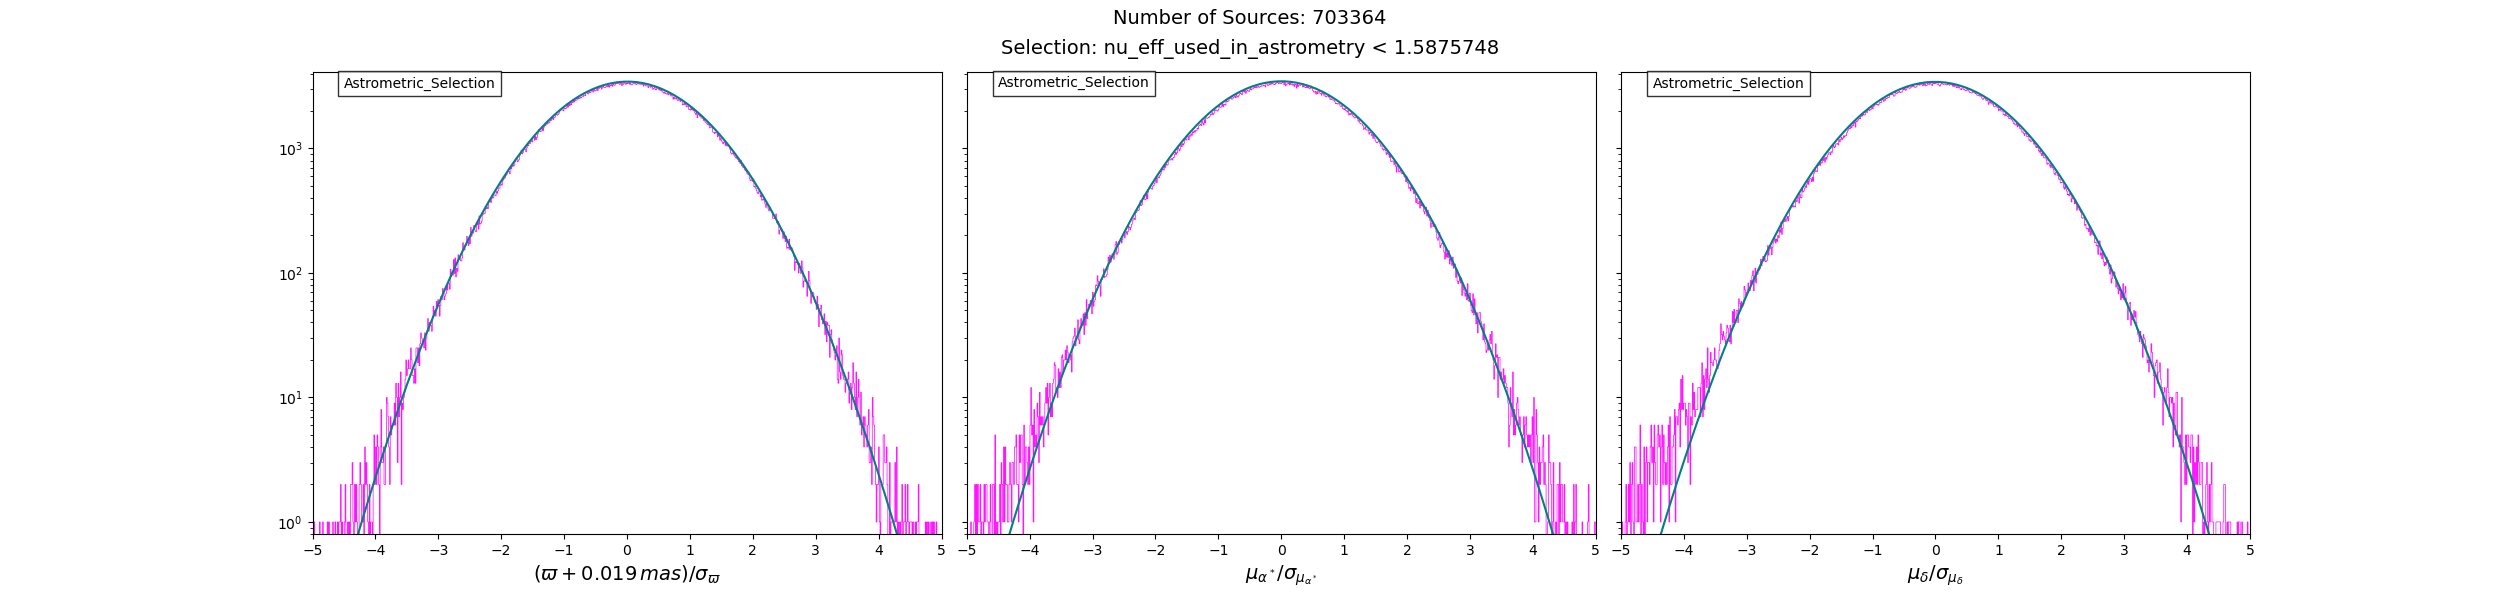 Number of Sources: 703364
Selection: nu_eff_used_in_astrometry < 1.5875748
Astrometric_Selection Astrometric_Selection Astrometric_Selection
10³
10²
10¹
10⁰
−5 −4 −3 −2 −1 0 1 2 3 4 5 −5 −4 −3 −2 −1 0 1 2 3 4 5 −5 −4 −3 −2 −1 0 1 2 3 4 5
(ϖ + 0.019 mas)/σ_ϖ μ_α*/σ_μ_α* μ_δ/σ_μ_δ